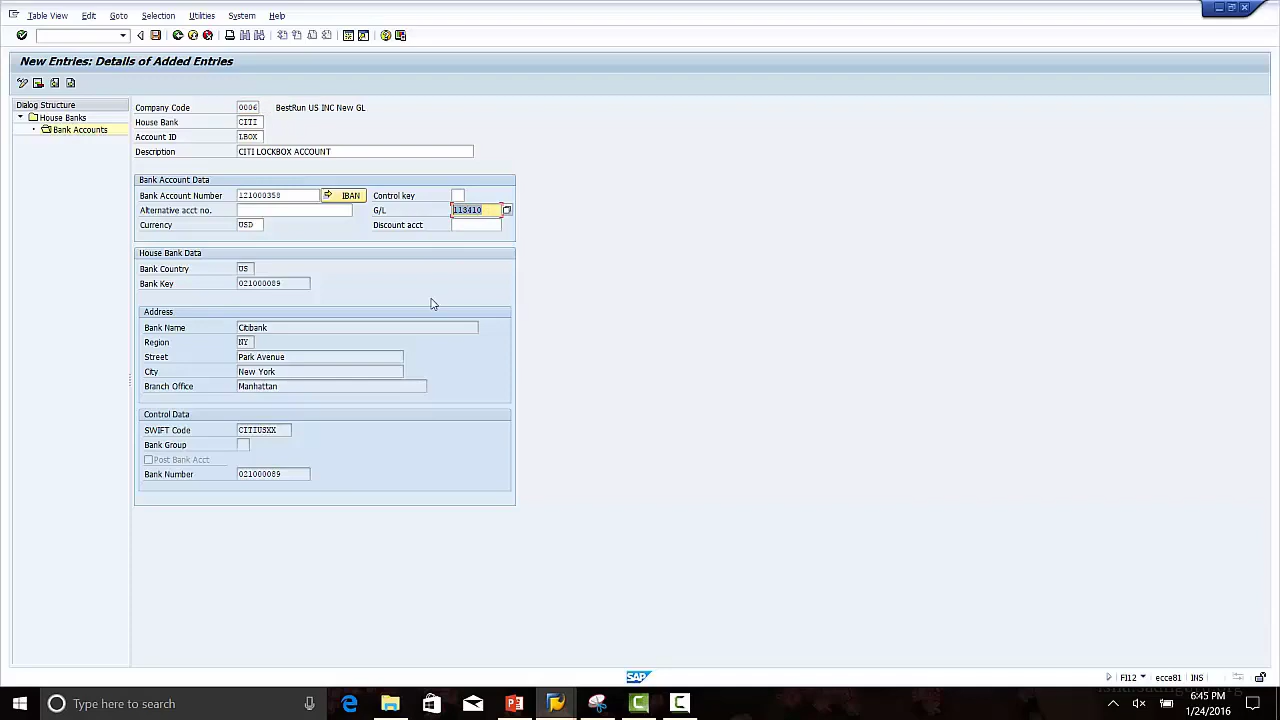 Table View Edit Goto Selection Utilities System Help
New Entries: Details of Added Entries
Dialog Structure
House Banks
Bank Accounts
Company Code 0006 BestRun US INC New GL
House Bank CITI
Account ID LBOX
Description CITI LOCKBOX ACCOUNT
Bank Account Data
Bank Account Number 121000358 IBAN Control key
Alternative acct no. G/L 113410
Currency USD Discount acct
House Bank Data
Bank Country US
Bank Key 021000089
Address
Bank Name Citibank
Region NY
Street Park Avenue
City New York
Branch Office Manhattan
Control Data
SWIFT Code CITIUSXX
Bank Group
Post Bank Acct
Bank Number 021000089
SAP
FI12 ecce81 INS
Type here to search
6:45 PM
1/24/2016